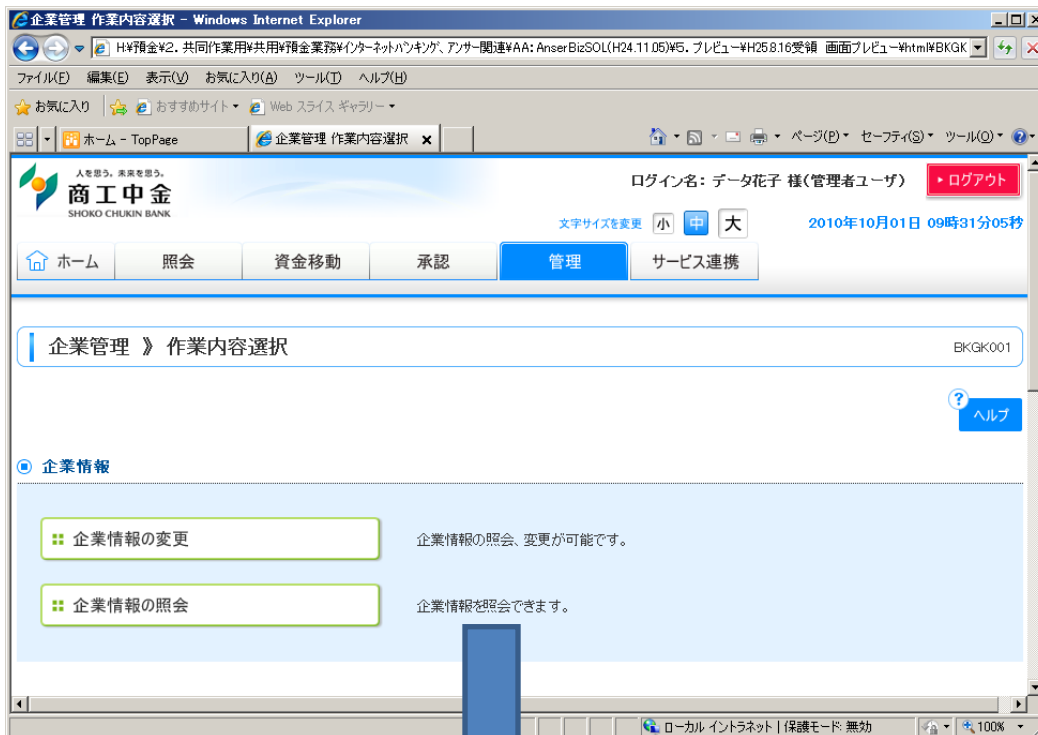 企業管理 作業内容選択 - Windows Internet Explorer
H:¥預金¥2. 共同作業用¥共用¥預金業務¥インターネットバンキング、アンサー関連¥AA: AnserBizSOL(H24.11.05)¥5. プレビュー¥H25.8.16受領 画面プレビュー¥html¥BKGK
ファイル(F) 編集(E) 表示(V) お気に入り(A) ツール(T) ヘルプ(H)
お気に入り おすすめサイト Web スライス ギャラリー
ホーム - TopPage 企業管理 作業内容選択 ページ(P) セーフティ(S) ツール(O)
人を思う。未来を思う。
商工中金
SHOKO CHUKIN BANK
ログイン名: データ花子 様(管理者ユーザ) ログアウト
文字サイズを変更 小 中 大 2010年10月01日 09時31分05秒
ホーム 照会 資金移動 承認 管理 サービス連携
企業管理 》 作業内容選択 BKGK001
? ヘルプ
企業情報
企業情報の変更 企業情報の照会、変更が可能です。
企業情報の照会 企業情報を照会できます。
ローカル イントラネット | 保護モード: 無効 100%